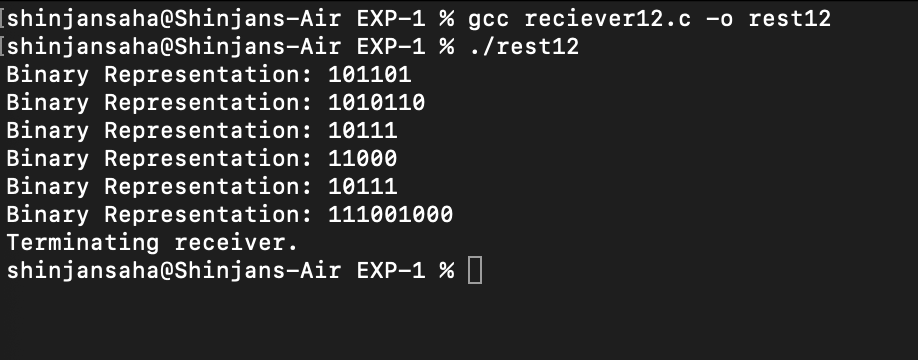 [shinjansaha@Shinjans-Air EXP-1 % gcc reciever12.c -o rest12
[shinjansaha@Shinjans-Air EXP-1 % ./rest12
Binary Representation: 101101
Binary Representation: 1010110
Binary Representation: 10111
Binary Representation: 11000
Binary Representation: 10111
Binary Representation: 111001000
Terminating receiver.
shinjansaha@Shinjans-Air EXP-1 %